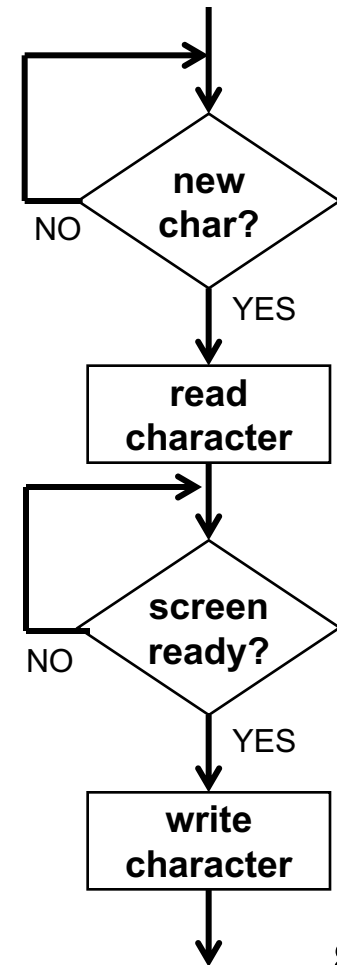 new
char?
NO
YES
read
character
screen
ready?
NO
YES
write
character